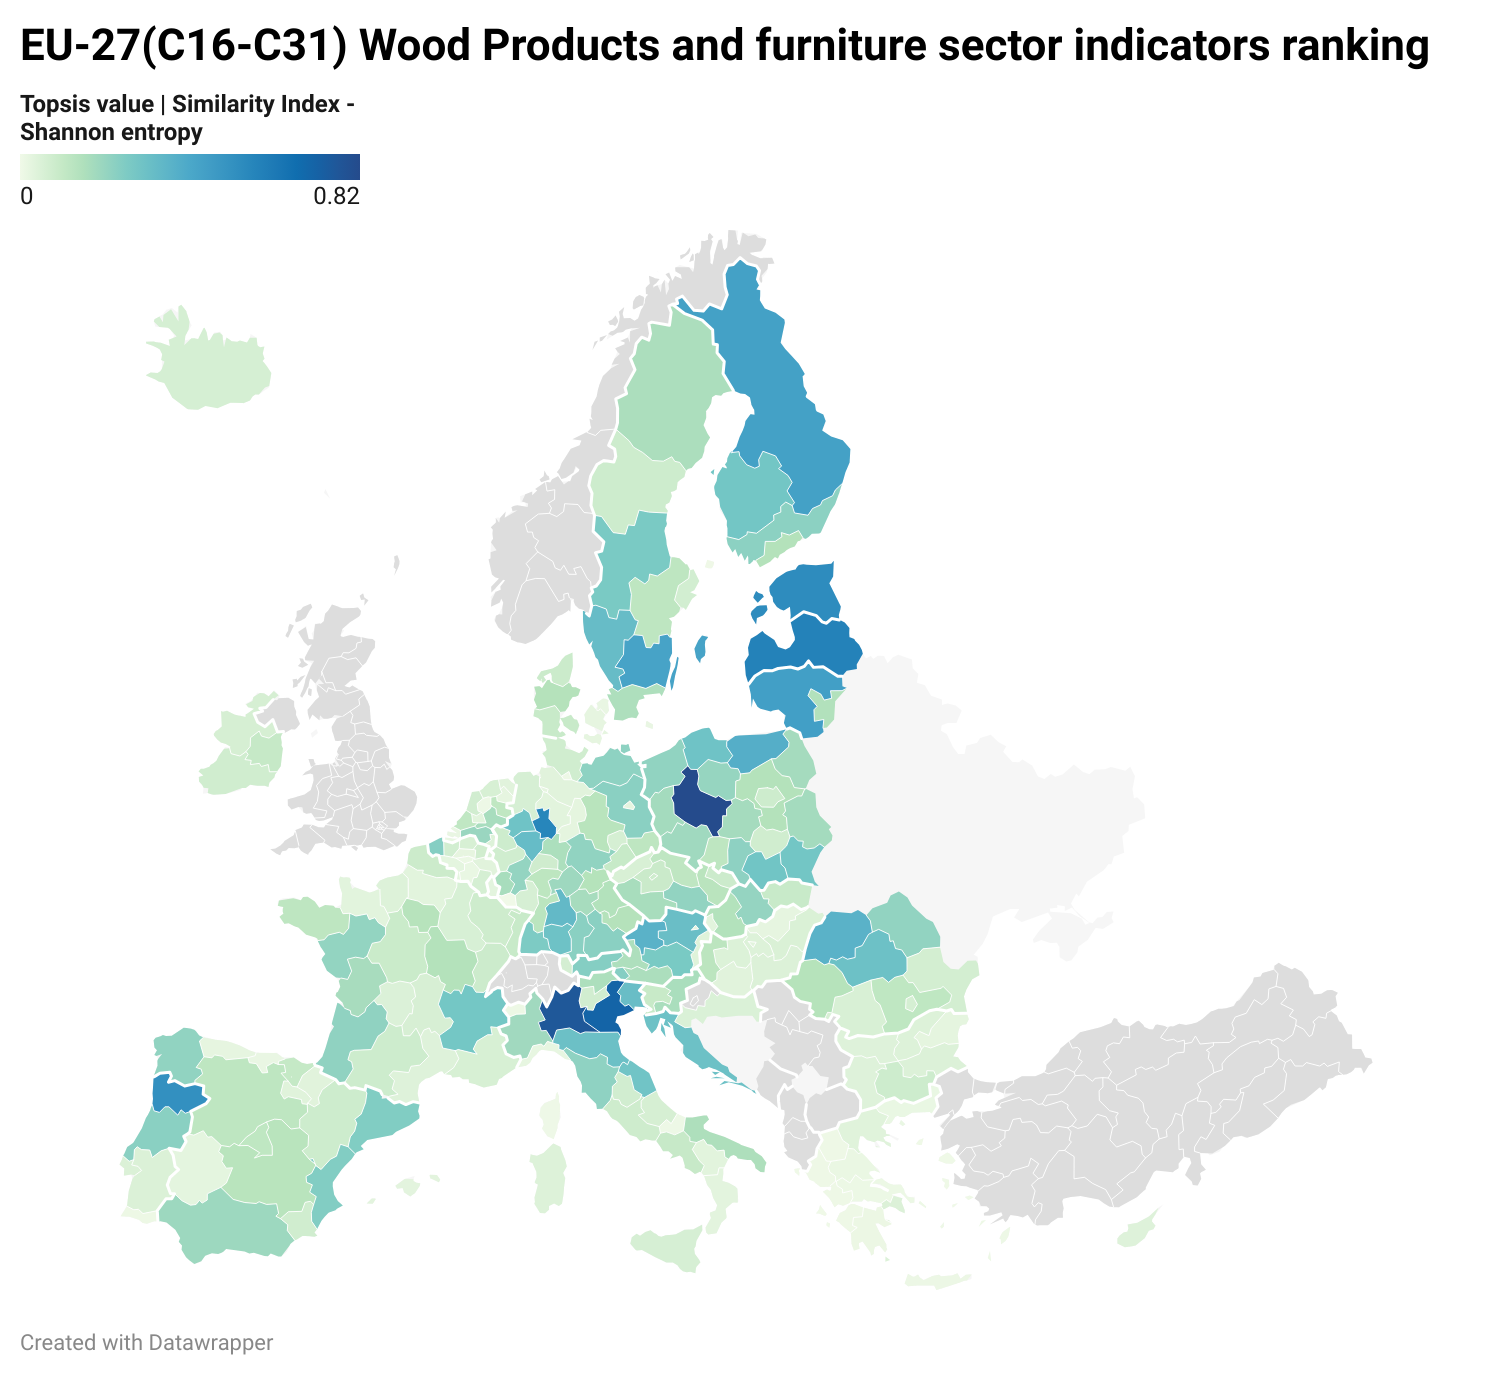 EU-27(C16-C31) Wood Products and furniture sector indicators ranking
Topsis value | Similarity Index -
Shannon entropy
0 0.82
Created with Datawrapper